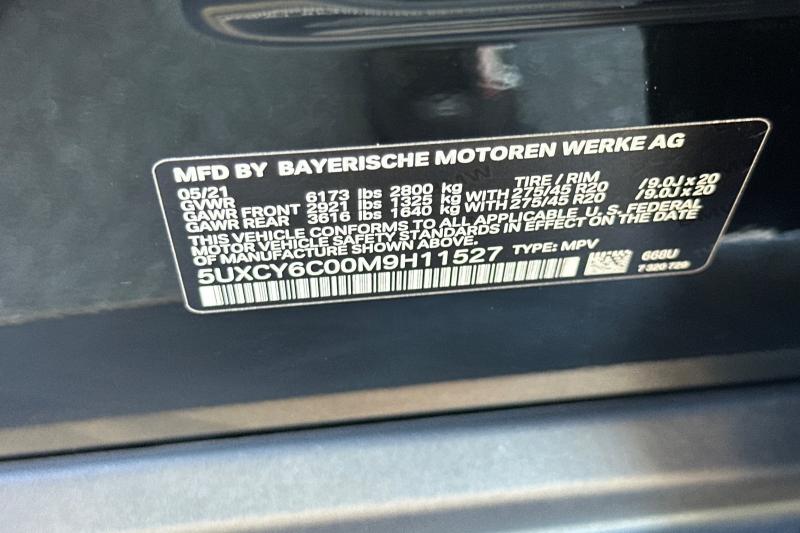 MFD BY BAYERISCHE MOTOREN WERKE AG
05/21 TIRE / RIM
GVWR 6173 lbs 2800 kg
GAWR FRONT 2921 lbs 1325 kg WITH 275/45 R20 /9.0J x 20
GAWR REAR 3616 lbs 1640 kg WITH 275/45 R20 /9.0J x 20
THIS VEHICLE CONFORMS TO ALL APPLICABLE U. S. FEDERAL
MOTOR VEHICLE SAFETY STANDARDS IN EFFECT ON THE DATE
OF MANUFACTURE SHOWN ABOVE.
5UXCY6C00M9H11527 TYPE: MPV 668U
7 320 729